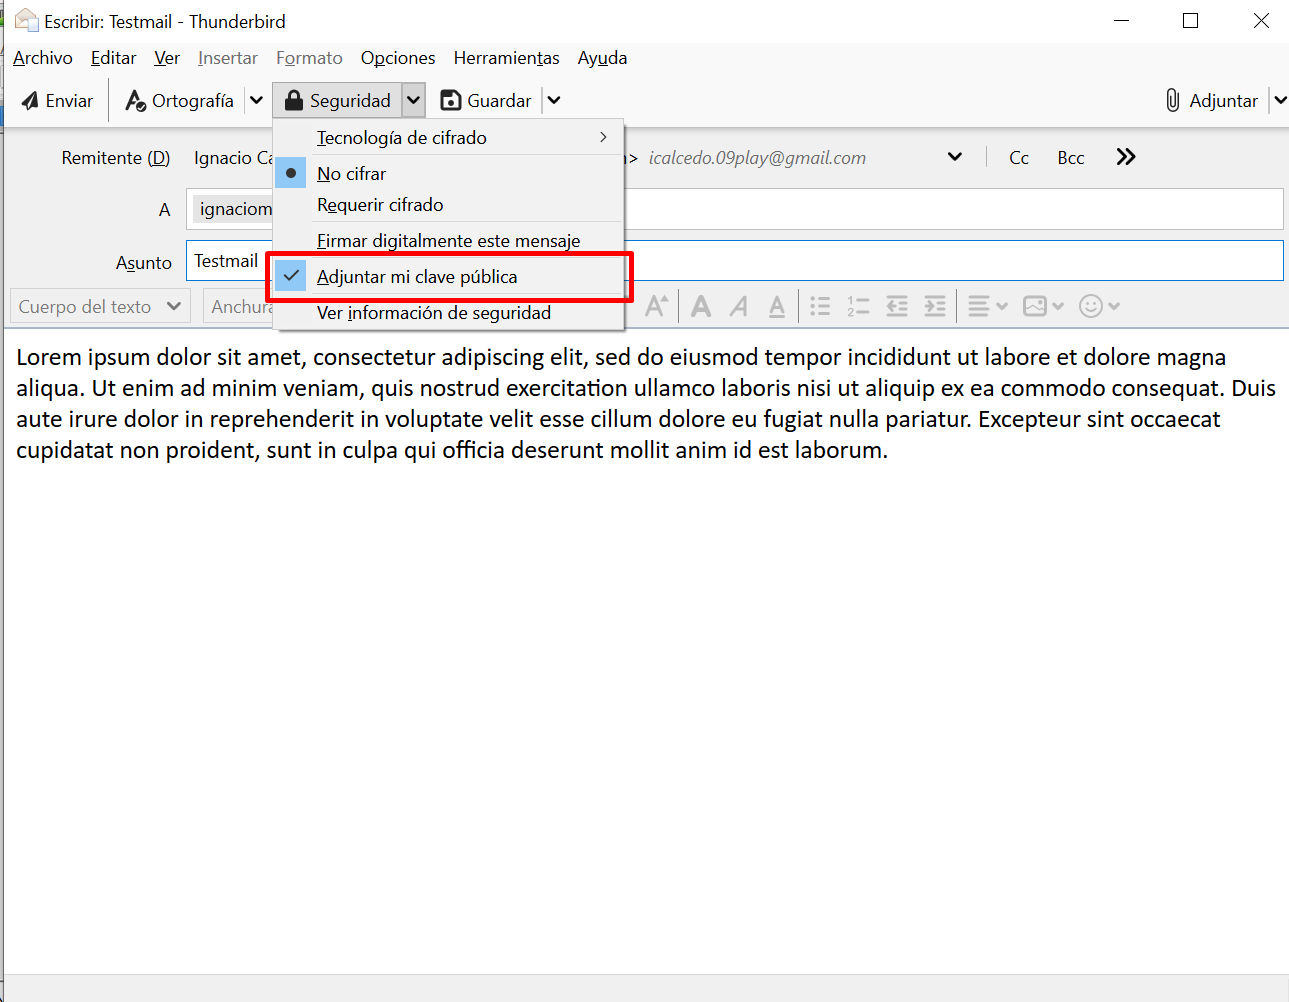 Escribir: Testmail - Thunderbird
Archivo Editar Ver Insertar Formato Opciones Herramientas Ayuda
Enviar Ortografía Seguridad Guardar Adjuntar
Tecnología de cifrado
Remitente (D) Ignacio > icalcedo.09play@gmail.com Cc Bcc
No cifrar
Requerir cifrado
A ignaciom
Firmar digitalmente este mensaje
Asunto Testmail
Adjuntar mi clave pública
Cuerpo del texto Anchura
Ver información de seguridad
Lorem ipsum dolor sit amet, consectetur adipiscing elit, sed do eiusmod tempor incididunt ut labore et dolore magna
aliqua. Ut enim ad minim veniam, quis nostrud exercitation ullamco laboris nisi ut aliquip ex ea commodo consequat. Duis
aute irure dolor in reprehenderit in voluptate velit esse cillum dolore eu fugiat nulla pariatur. Excepteur sint occaecat
cupidatat non proident, sunt in culpa qui officia deserunt mollit anim id est laborum.